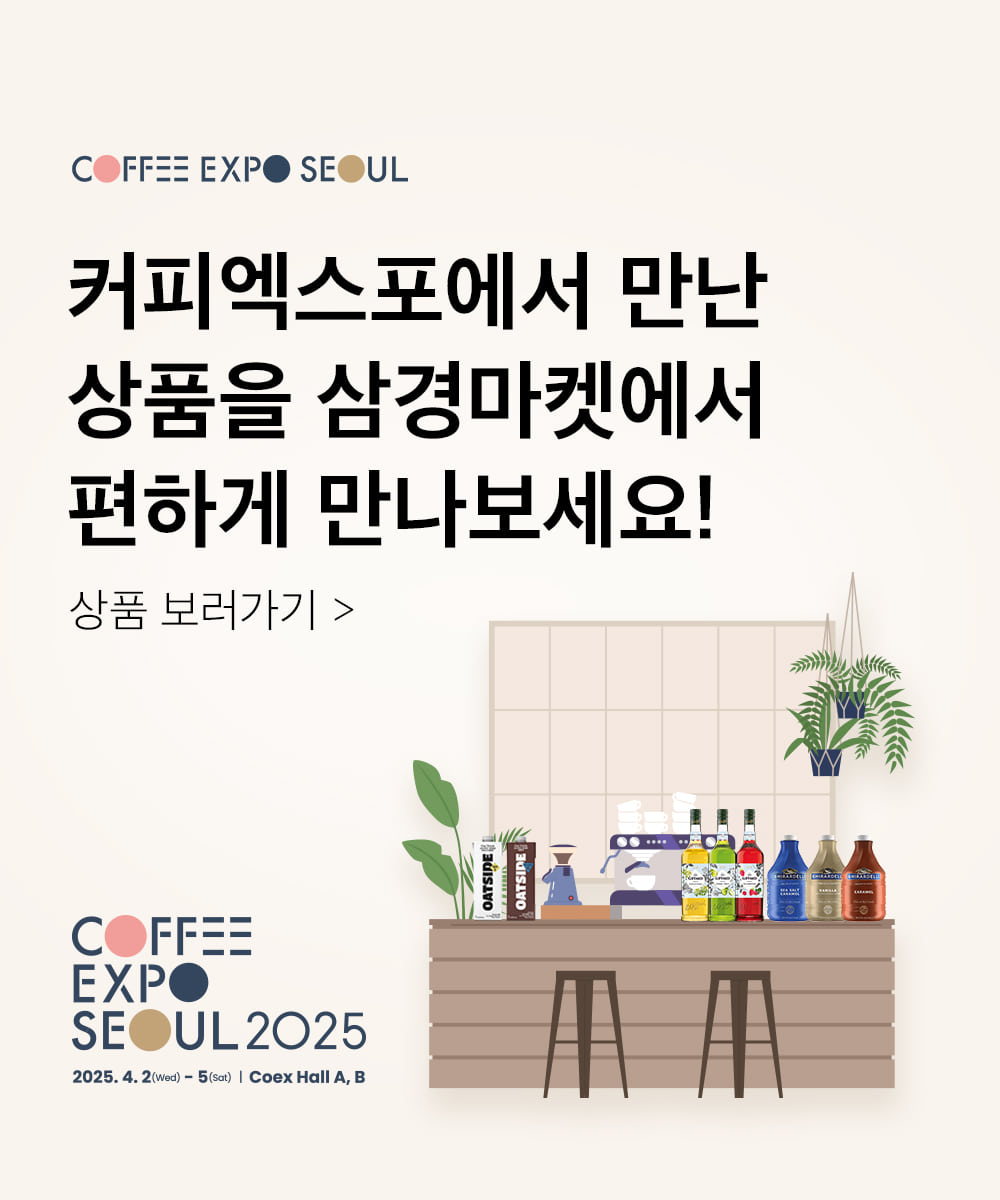 COFFEE EXPO SEOUL
커피엑스포에서 만난
상품을 삼경마켓에서
편하게 만나보세요!
상품 보러가기 >
OATSIDE
OATSIDE
GHIRARDELLI
SEA SALT
CARAMEL
GHIRARDELLI
VANILLA
GHIRARDELLI
CARAMEL
COFFEE
EXPO
SEOUL 2025
2025. 4. 2(Wed) - 5(Sat) | Coex Hall A, B